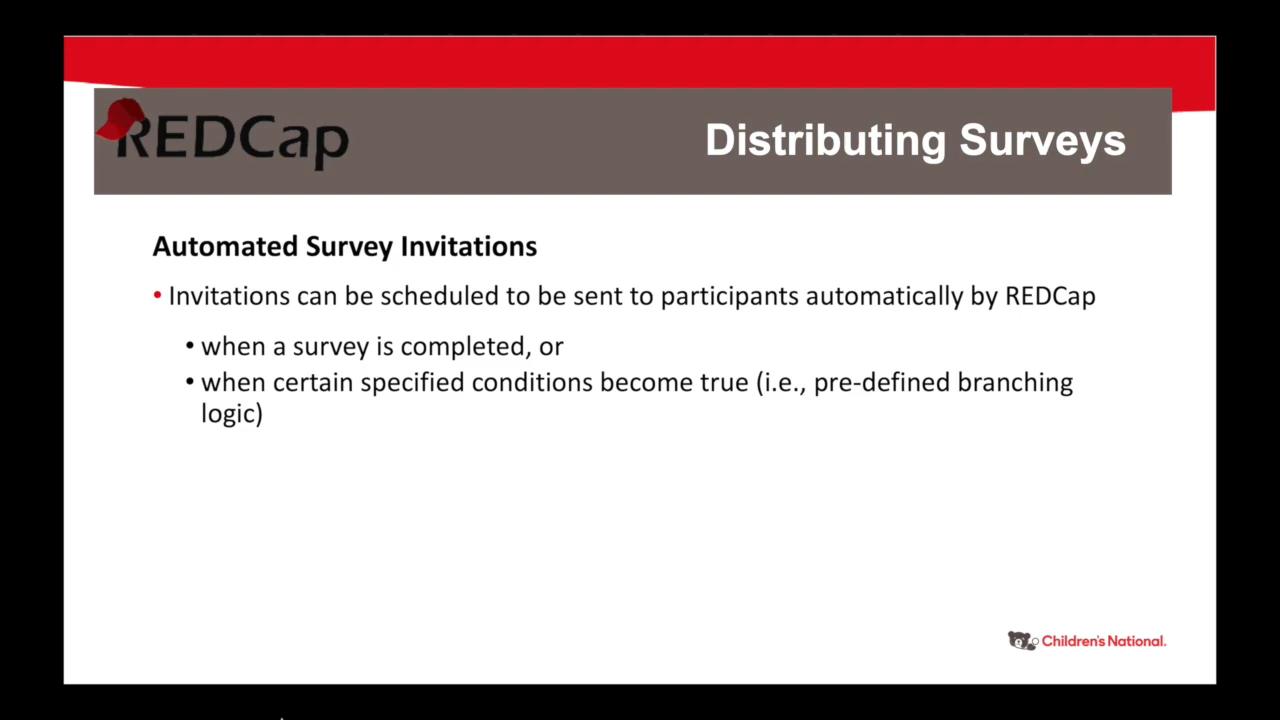 REDCap
Distributing Surveys
Automated Survey Invitations
• Invitations can be scheduled to be sent to participants automatically by REDCap
• when a survey is completed, or
• when certain specified conditions become true (i.e., pre-defined branching
logic)
Children's National.